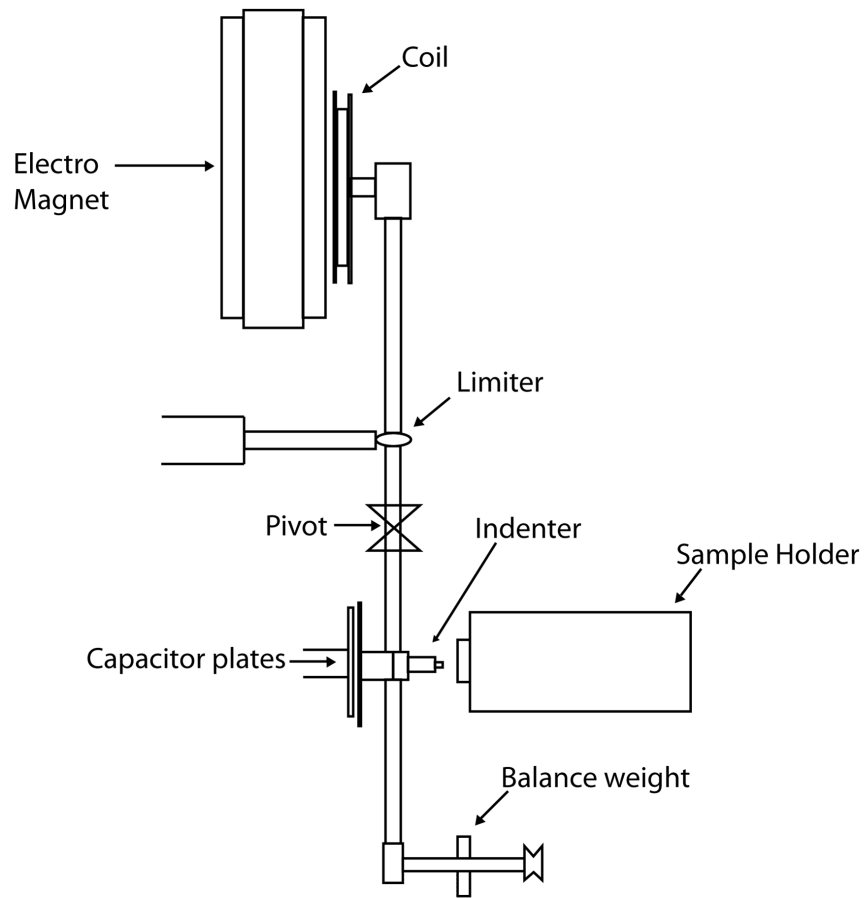 Coil
Electro
Magnet
Limiter
Pivot
Indenter
Sample Holder
Capacitor plates
Balance weight